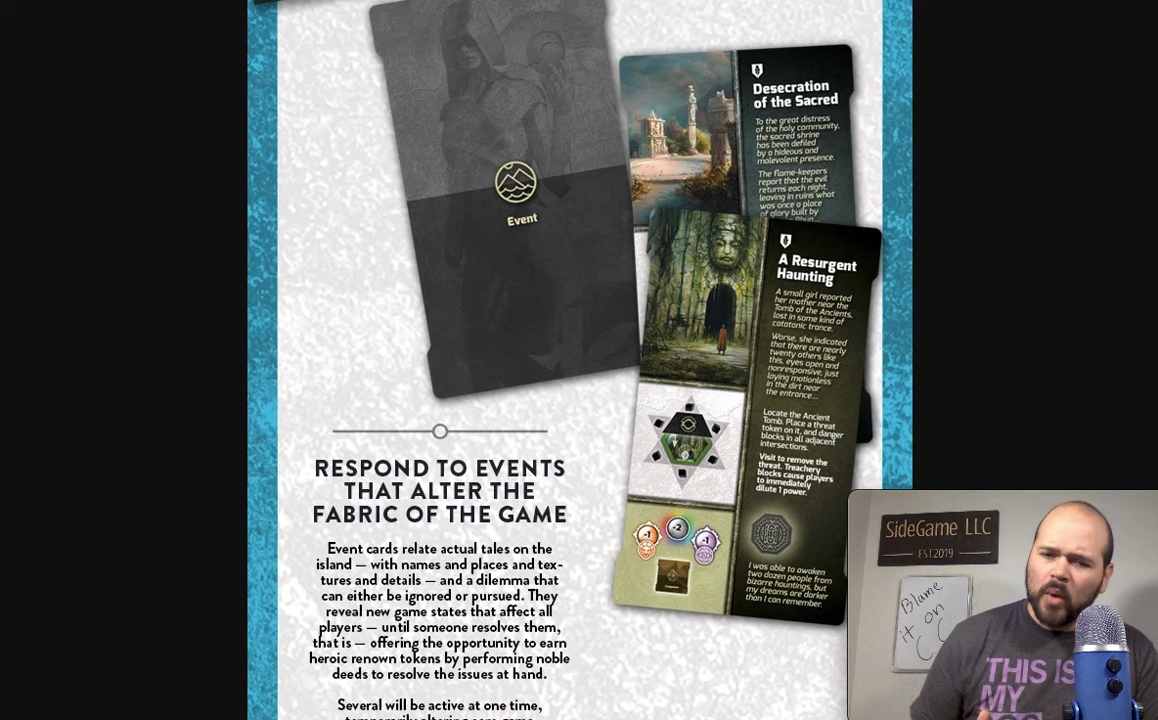 Event
Desecration
of the Sacred
To the great distress
of the holy community,
the sacred shrine
has been defiled
by a hideous and
malevolent presence.
The flame-keepers
report that the evil
returns each night,
leaving in ruins what
was once a place
of glory built by
A Resurgent
Haunting
A small girl reported
her mother near the
Tomb of the Ancients,
lost in some kind of
catatonic trance.
Worse, she indicated
that there are nearly
twenty others like
this, eyes open and
nonresponsive, just
laying motionless
in the dirt near
the entrance...
Locate the Ancient
Tomb. Place a threat
token on it, and danger
blocks in all adjacent
intersections.
Visit to remove the
threat. Treachery
blocks cause players
to immediately
dilute 1 power.
-1
-2
-1
I was able to awaken
two dozen people from
bizarre hauntings, but
my dreams are darker
than I can remember.
RESPOND TO EVENTS
THAT ALTER THE
FABRIC OF THE GAME
Event cards relate actual tales on the
island — with names and places and tex-
tures and details — and a dilemma that
can either be ignored or pursued. They
reveal new game states that affect all
players — until someone resolves them,
that is — offering the opportunity to earn
heroic renown tokens by performing noble
deeds to resolve the issues at hand.
Several will be active at one time,
SideGame LLC
EST.2019
Blame
it on
CC
THIS IS
MY